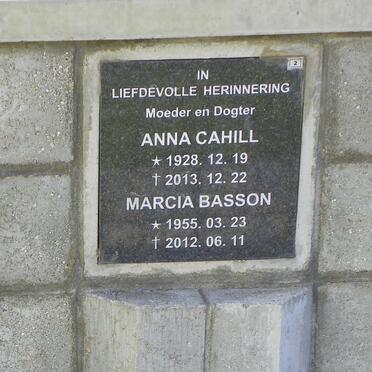 2
IN
LIEFDEVOLLE HERINNERING
Moeder en Dogter
ANNA CAHILL
★ 1928. 12. 19
† 2013. 12. 22
MARCIA BASSON
★ 1955. 03. 23
† 2012. 06. 11